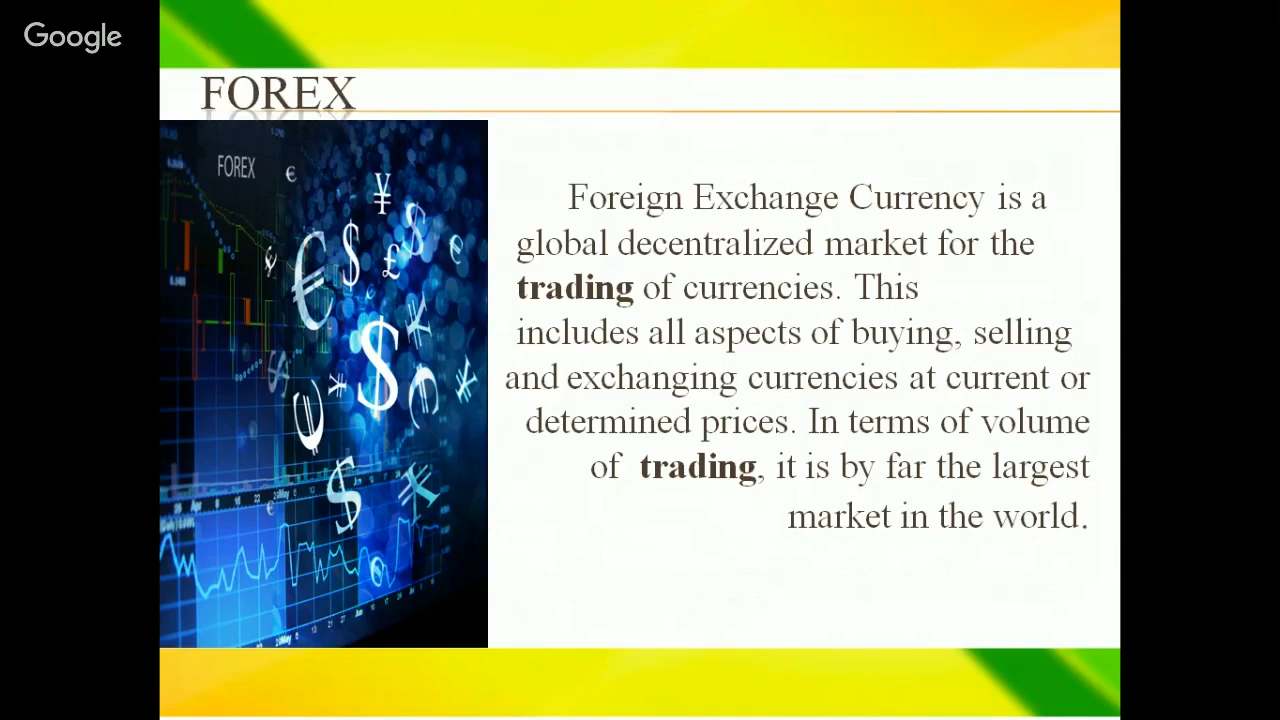 Google
FOREX
FOREX
Foreign Exchange Currency is a
global decentralized market for the
trading of currencies. This
includes all aspects of buying, selling
and exchanging currencies at current or
determined prices. In terms of volume
of trading, it is by far the largest
market in the world.